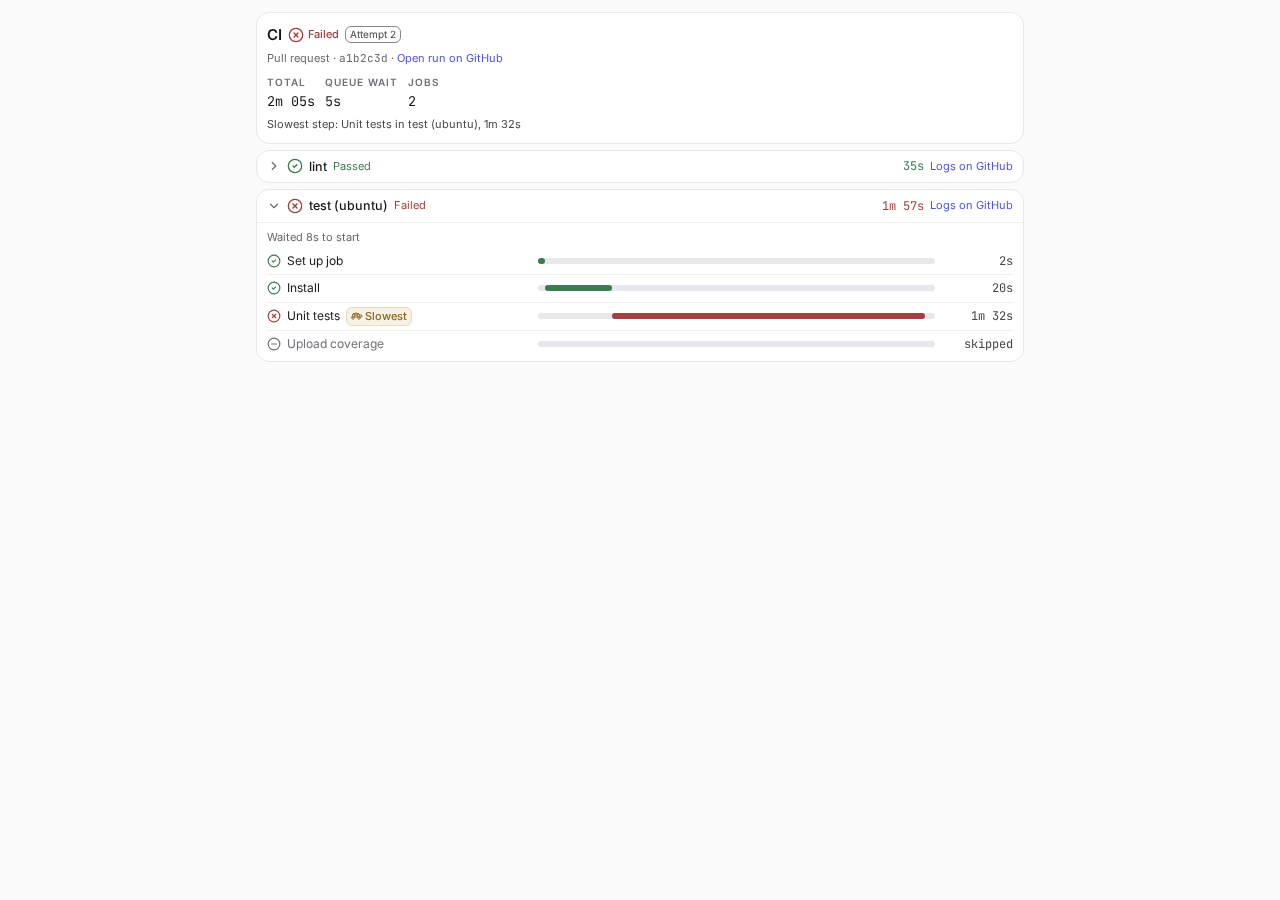 CI Failed Attempt 2
Pull request · a1b2c3d · Open run on GitHub
TOTAL QUEUE WAIT JOBS
2m 05s 5s 2
Slowest step: Unit tests in test (ubuntu), 1m 32s
lint Passed 35s Logs on GitHub
test (ubuntu) Failed 1m 57s Logs on GitHub
Waited 8s to start
Set up job 2s
Install 20s
Unit tests Slowest 1m 32s
Upload coverage skipped